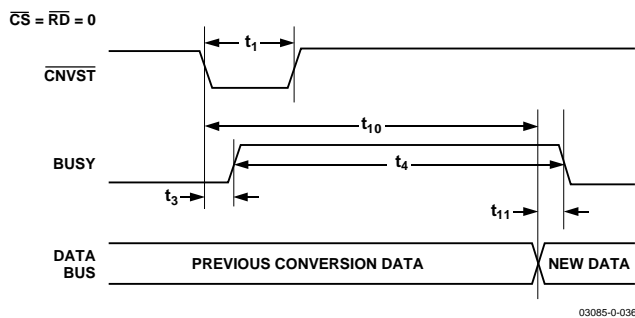 CS = RD = 0
t1
CNVST
t10
BUSY
t4
t3
t11
DATA
BUS
PREVIOUS CONVERSION DATA
NEW DATA
03085-0-036